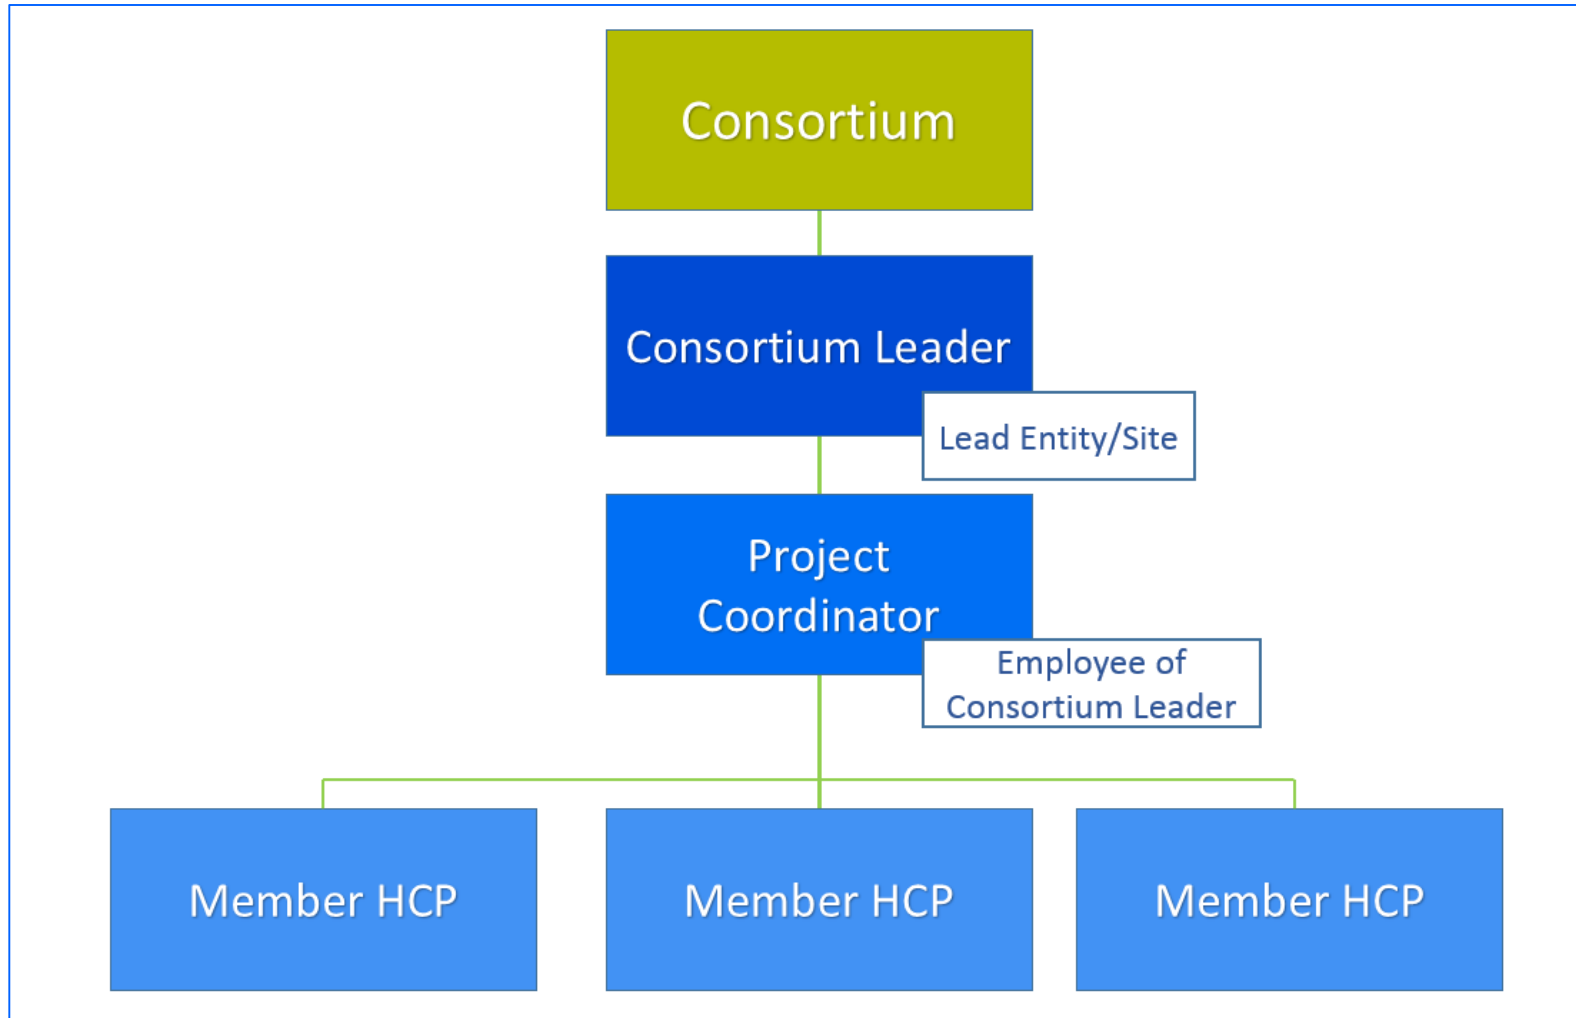 Consortium
Consortium Leader
Lead Entity/Site
Project
Coordinator
Employee of
Consortium Leader
Member HCP
Member HCP
Member HCP